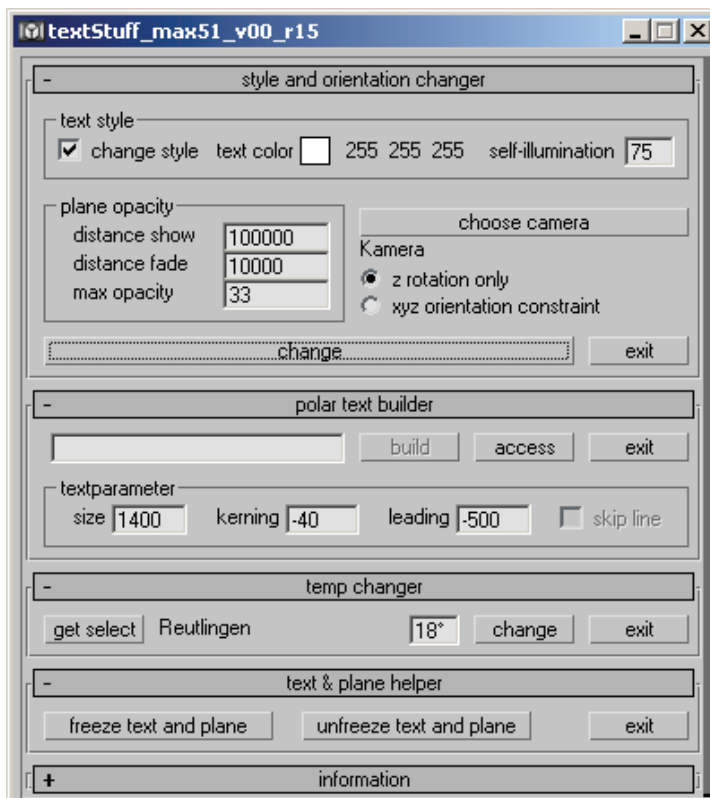 textStuff_max51_v00_r15
- style and orientation changer
text style
change style text color 255 255 255 self-illumination 75
plane opacity
distance show 100000
distance fade 10000
max opacity 33
choose camera
Kamera
z rotation only
xyz orientation constraint
change exit
- polar text builder
build access exit
textparameter
size 1400 kerning -40 leading -500 skip line
- temp changer
get select Reutlingen 18° change exit
- text & plane helper
freeze text and plane unfreeze text and plane exit
+ information